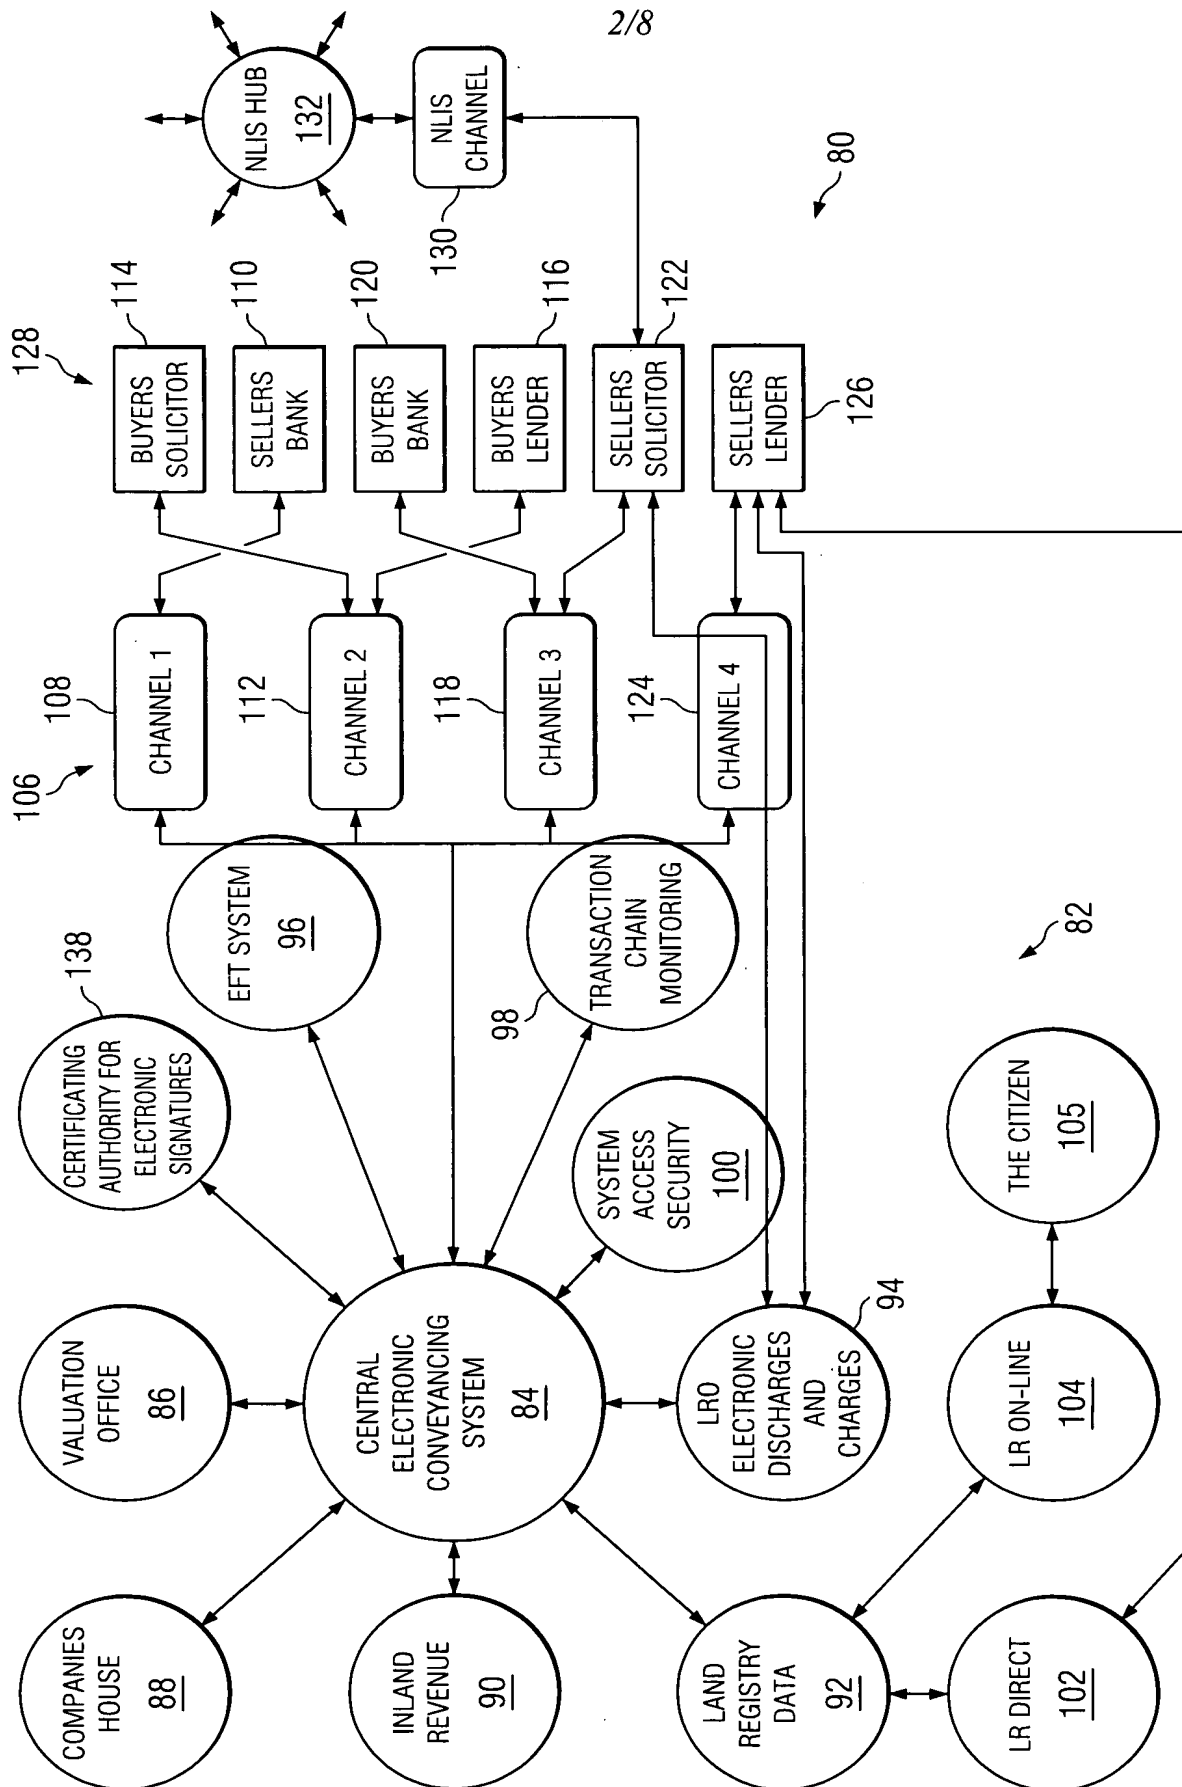 2/8
COMPANIES
HOUSE
88
VALUATION
OFFICE
86
CERTIFICATING
AUTHORITY FOR
ELECTRONIC
SIGNATURES
138
INLAND
REVENUE
90
CENTRAL
ELECTRONIC
CONVEYANCING
SYSTEM
84
EFT SYSTEM
96
TRANSACTION
CHAIN
MONITORING
98
SYSTEM
ACCESS
SECURITY
100
LAND
REGISTRY
DATA
92
LRO
ELECTRONIC
DISCHARGES
AND
CHARGES
94
LR DIRECT
102
LR ON-LINE
104
THE CITIZEN
105
82
106
108
CHANNEL 1
112
CHANNEL 2
118
CHANNEL 3
124
CHANNEL 4
128
BUYERS
SOLICITOR
114
SELLERS
BANK
110
BUYERS
BANK
120
BUYERS
LENDER
116
SELLERS
SOLICITOR
122
SELLERS
LENDER
126
NLIS HUB
132
NLIS
CHANNEL
130
80